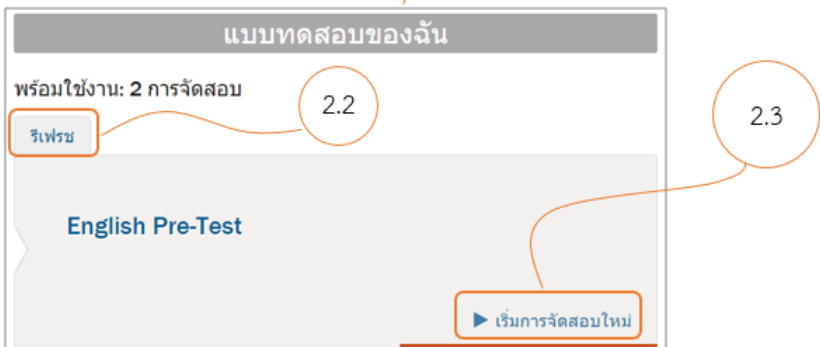 แบบทดสอบของฉัน
พร้อมใช้งาน: 2 การจัดสอบ
2.2
2.3
รีเฟรช
English Pre-Test
▶ เริ่มการจัดสอบใหม่